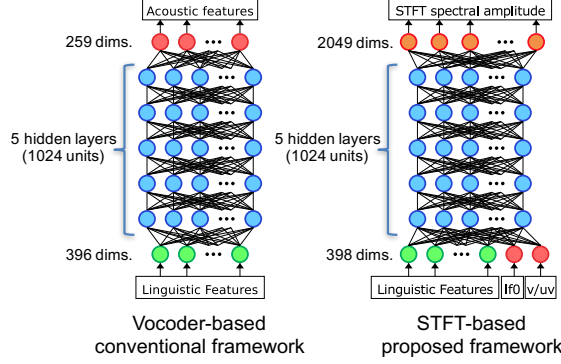 Acoustic features
259 dims.
5 hidden layers
(1024 units)
396 dims.
Linguistic Features
Vocoder-based
conventional framework
STFT spectral amplitude
2049 dims.
5 hidden layers
(1024 units)
398 dims.
Linguistic Features lf0 v/uv
STFT-based
proposed framework